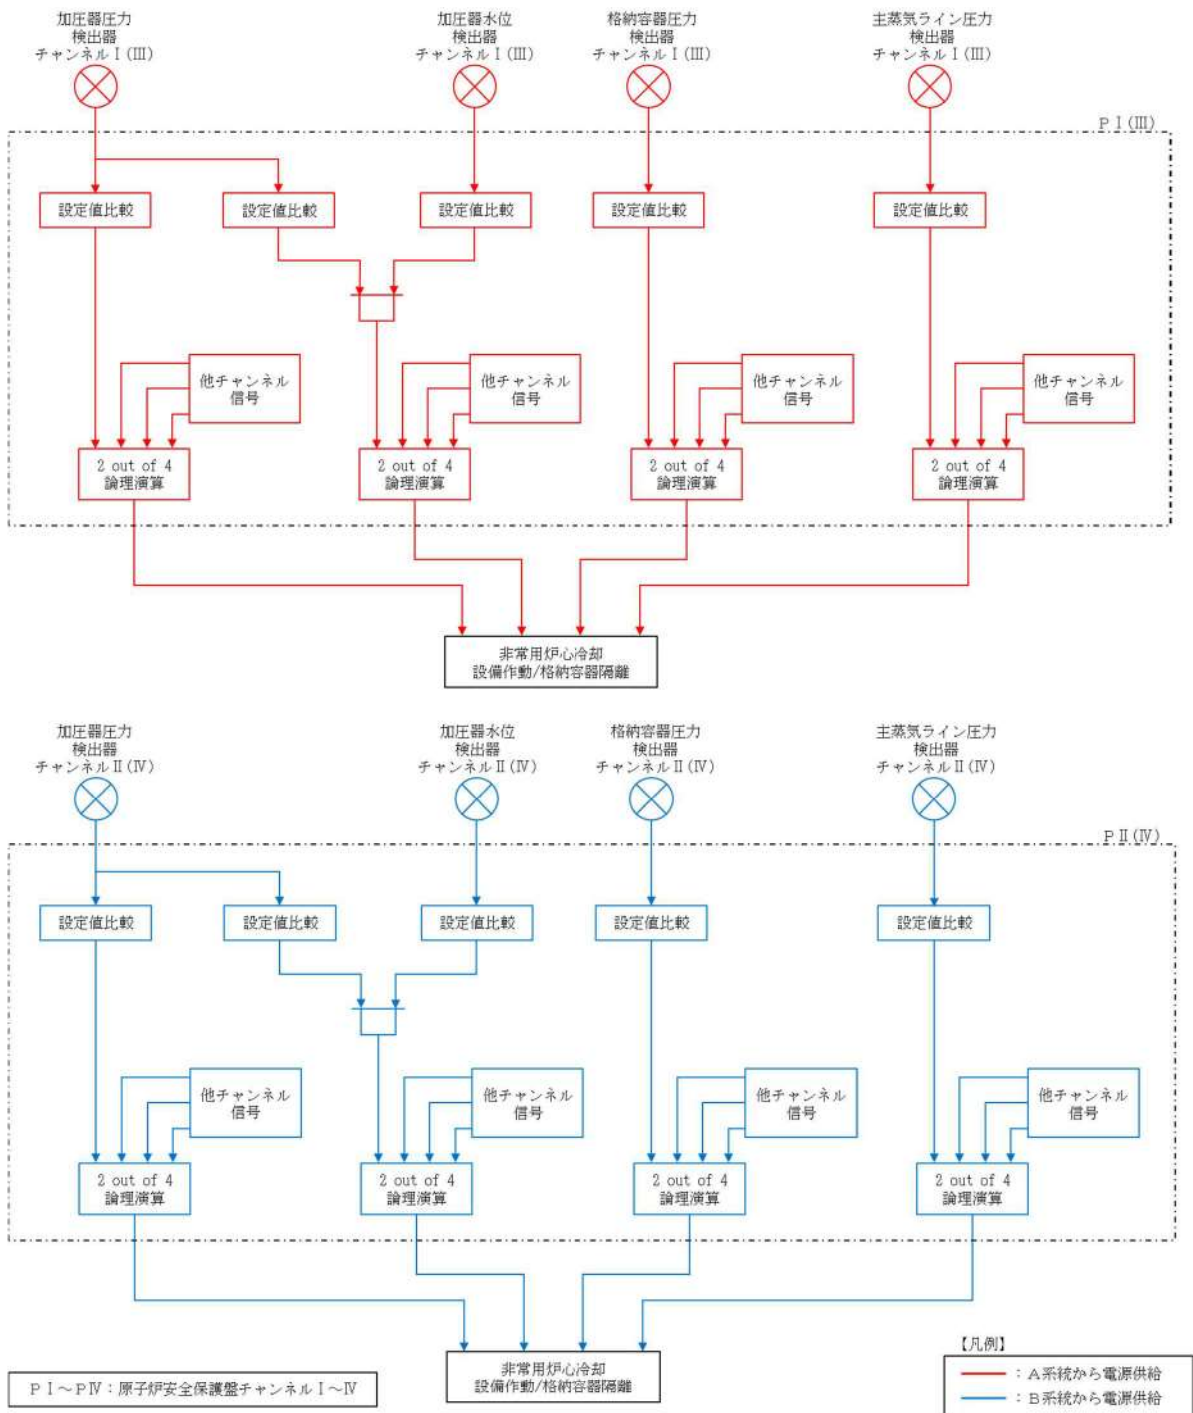 加圧器圧力
検出器
チャンネルⅠ(Ⅲ)
加圧器水位
検出器
チャンネルⅠ(Ⅲ)
格納容器圧力
検出器
チャンネルⅠ(Ⅲ)
主蒸気ライン圧力
検出器
チャンネルⅠ(Ⅲ)
PⅠ(Ⅲ)
設定値比較
設定値比較
設定値比較
設定値比較
設定値比較
他チャンネル
信号
他チャンネル
信号
他チャンネル
信号
他チャンネル
信号
2 out of 4
論理演算
2 out of 4
論理演算
2 out of 4
論理演算
2 out of 4
論理演算
非常用炉心冷却
設備作動/格納容器隔離
加圧器圧力
検出器
チャンネルⅡ(Ⅳ)
加圧器水位
検出器
チャンネルⅡ(Ⅳ)
格納容器圧力
検出器
チャンネルⅡ(Ⅳ)
主蒸気ライン圧力
検出器
チャンネルⅡ(Ⅳ)
PⅡ(Ⅳ)
設定値比較
設定値比較
設定値比較
設定値比較
設定値比較
他チャンネル
信号
他チャンネル
信号
他チャンネル
信号
他チャンネル
信号
2 out of 4
論理演算
2 out of 4
論理演算
2 out of 4
論理演算
2 out of 4
論理演算
非常用炉心冷却
設備作動/格納容器隔離
PⅠ~PⅣ:原子炉安全保護盤チャンネルⅠ~Ⅳ
【凡例】
:A系統から電源供給
:B系統から電源供給